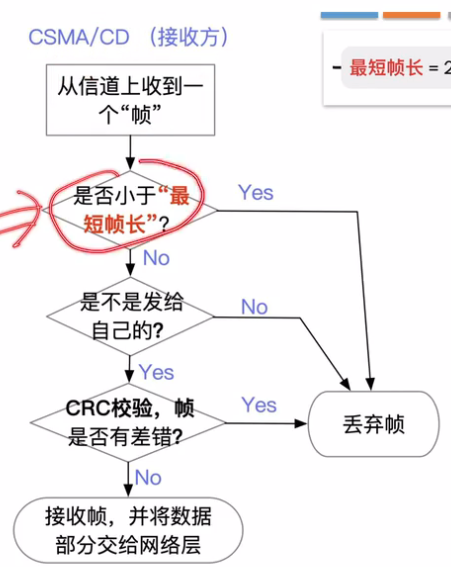 CSMA/CD （接收方）
最短帧长 = 2
从信道上收到一
个“帧”
是否小于“最
短帧长”?
Yes
No
是不是发给
自己的?
No
Yes
CRC校验，帧
是否有差错?
Yes
丢弃帧
No
接收帧，并将数据
部分交给网络层